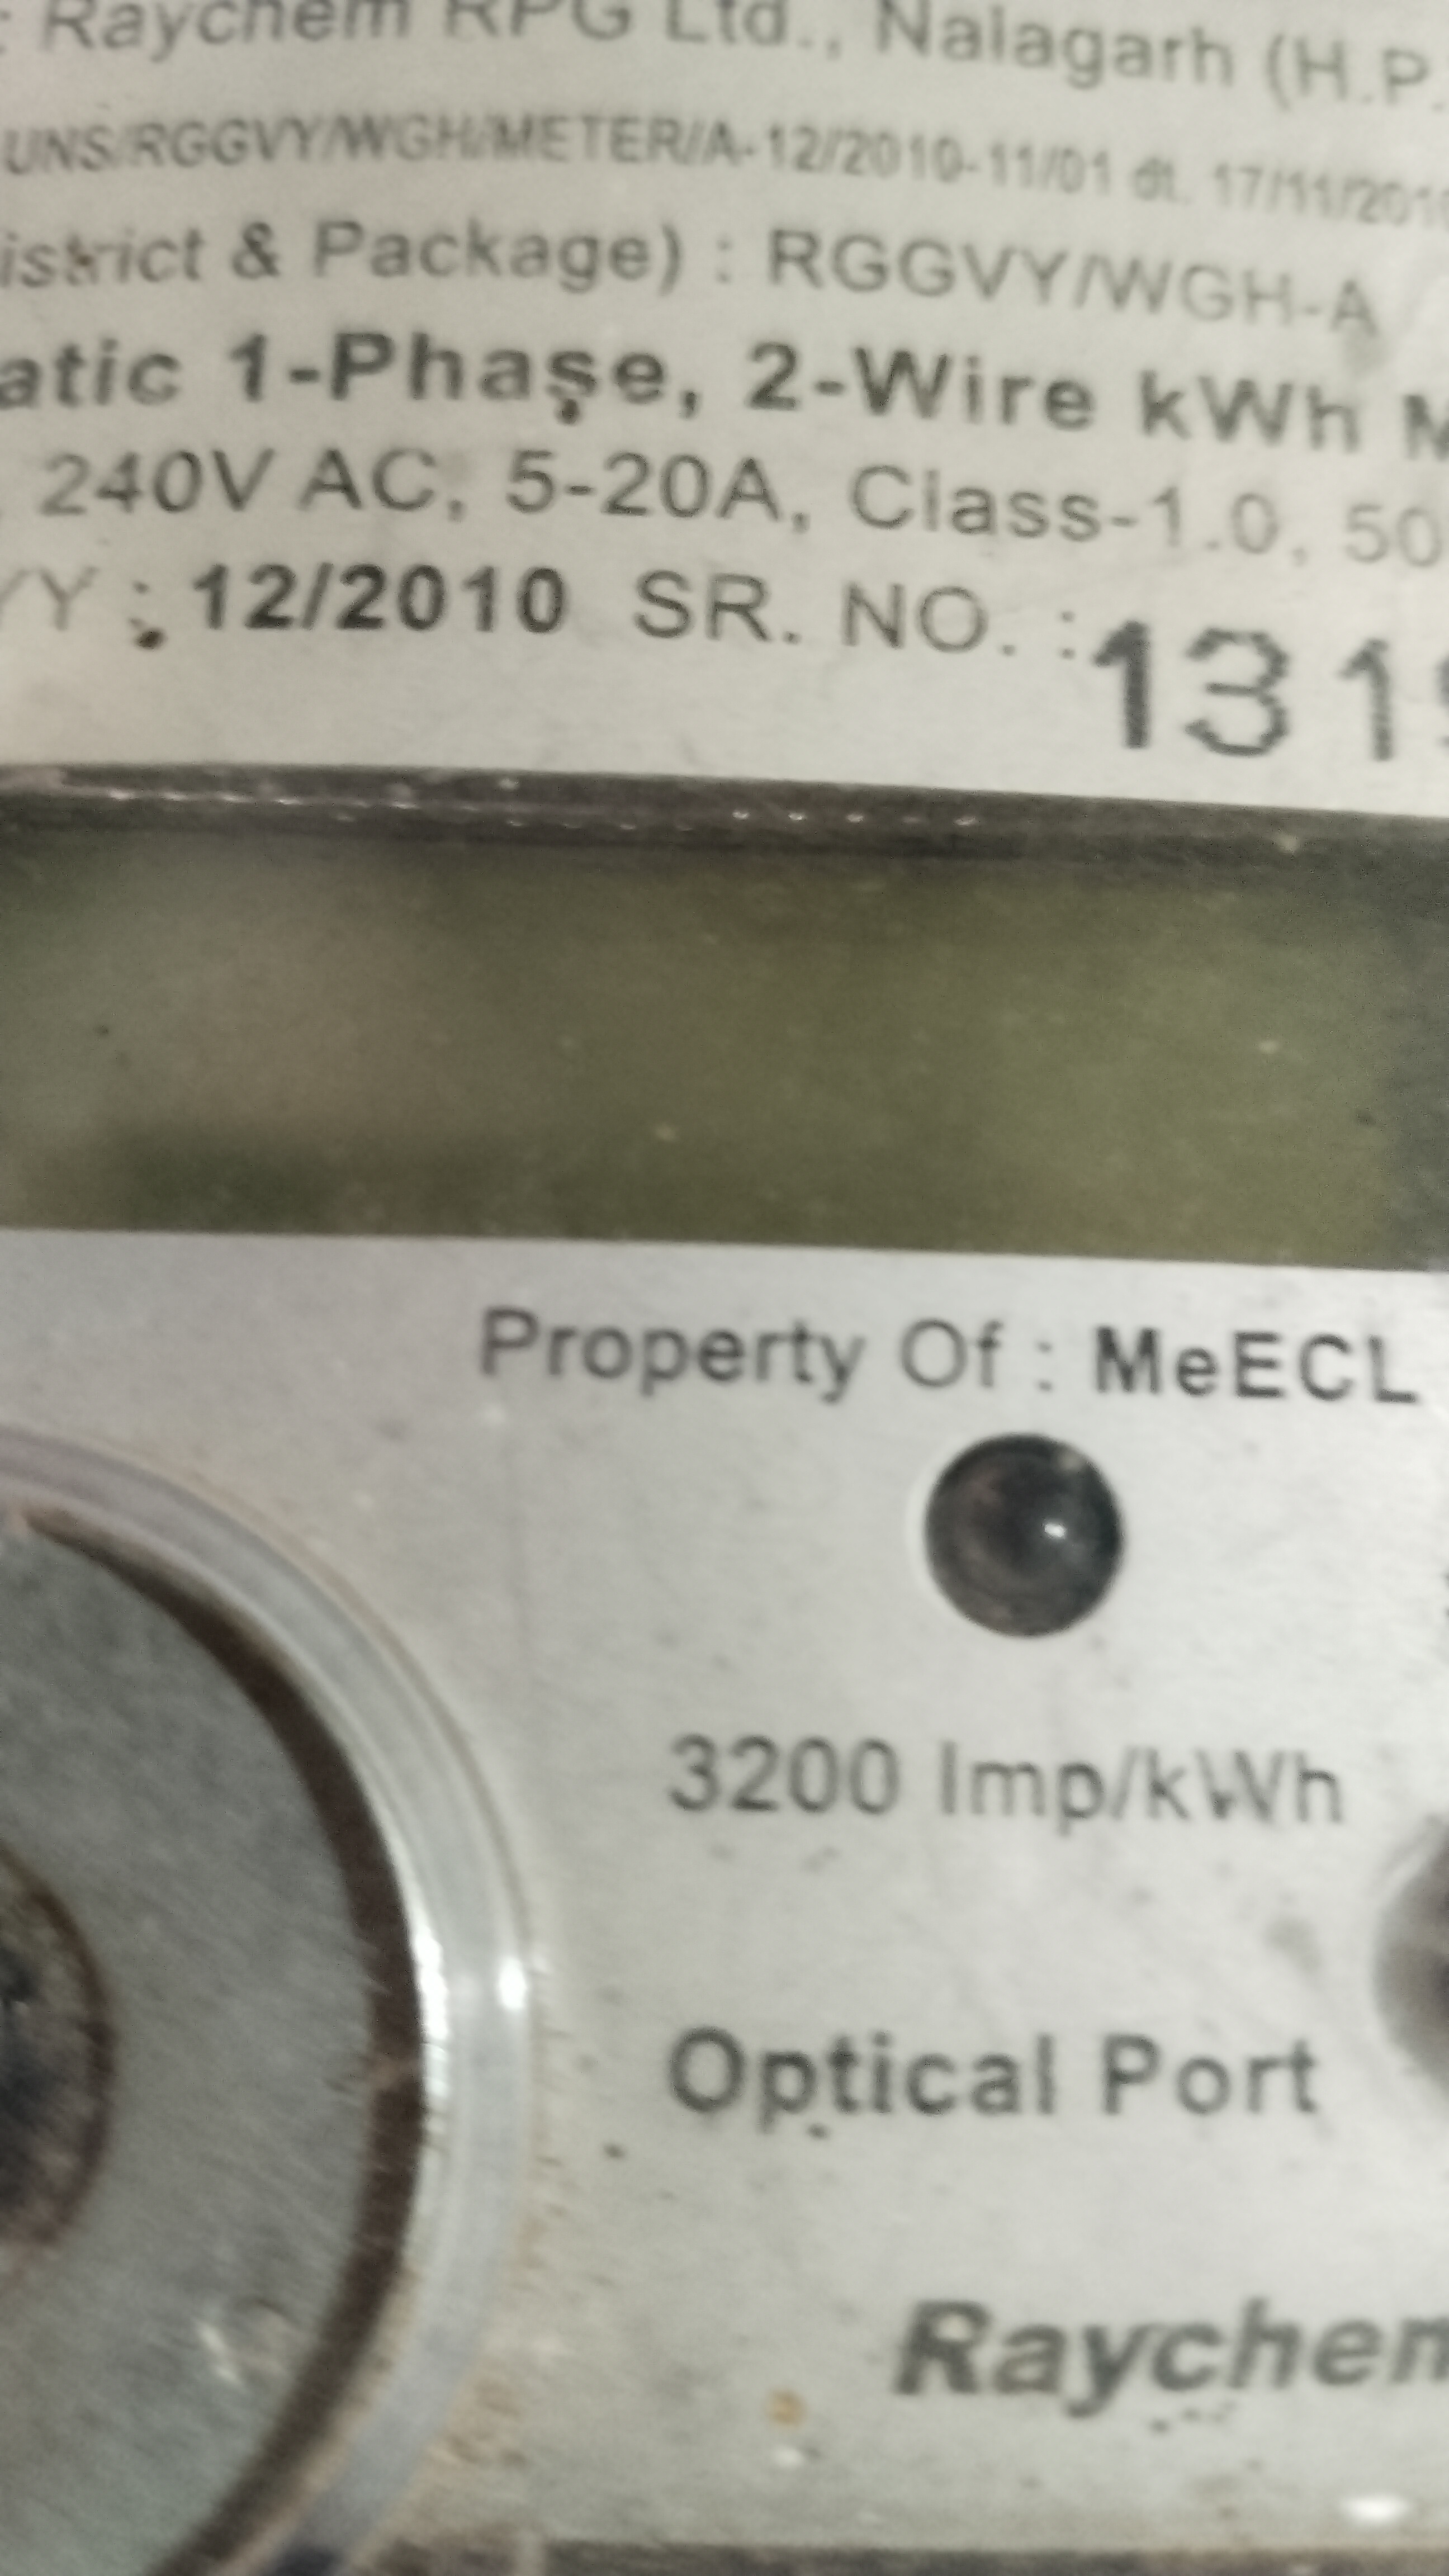 : Raychem RPG Ltd., Nalagarh (H.P.
UNS/RGGVY/WGH/METER/A-12/2010-11/01 dt. 17/11/201
istrict & Package) : RGGVY/WGH-A
atic 1-Phase, 2-Wire kWh M
240V AC, 5-20A, Class-1.0, 50
YY : 12/2010 SR. NO. : 131
Property Of : MeECL
3200 Imp/kWh
Optical Port
Raychem